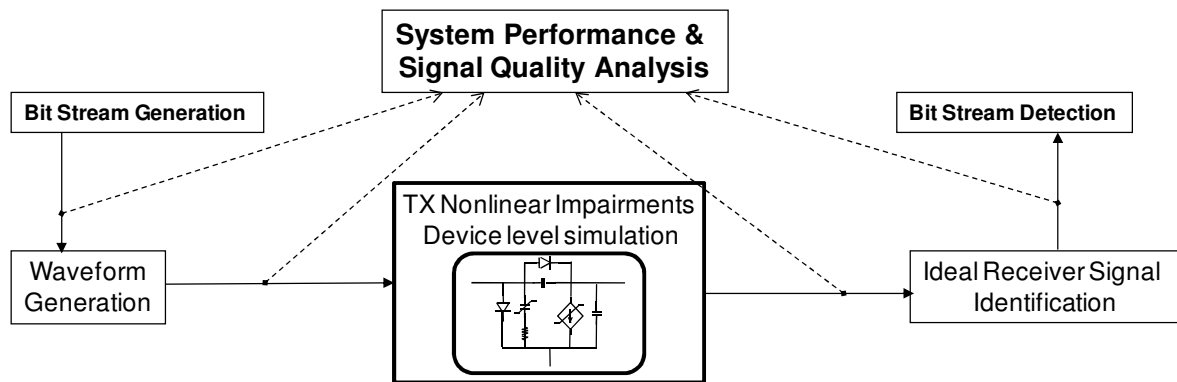 System Performance &
Signal Quality Analysis
Bit Stream Generation
Bit Stream Detection
TX Nonlinear Impairments
Device level simulation
Waveform
Generation
Ideal Receiver Signal
Identification